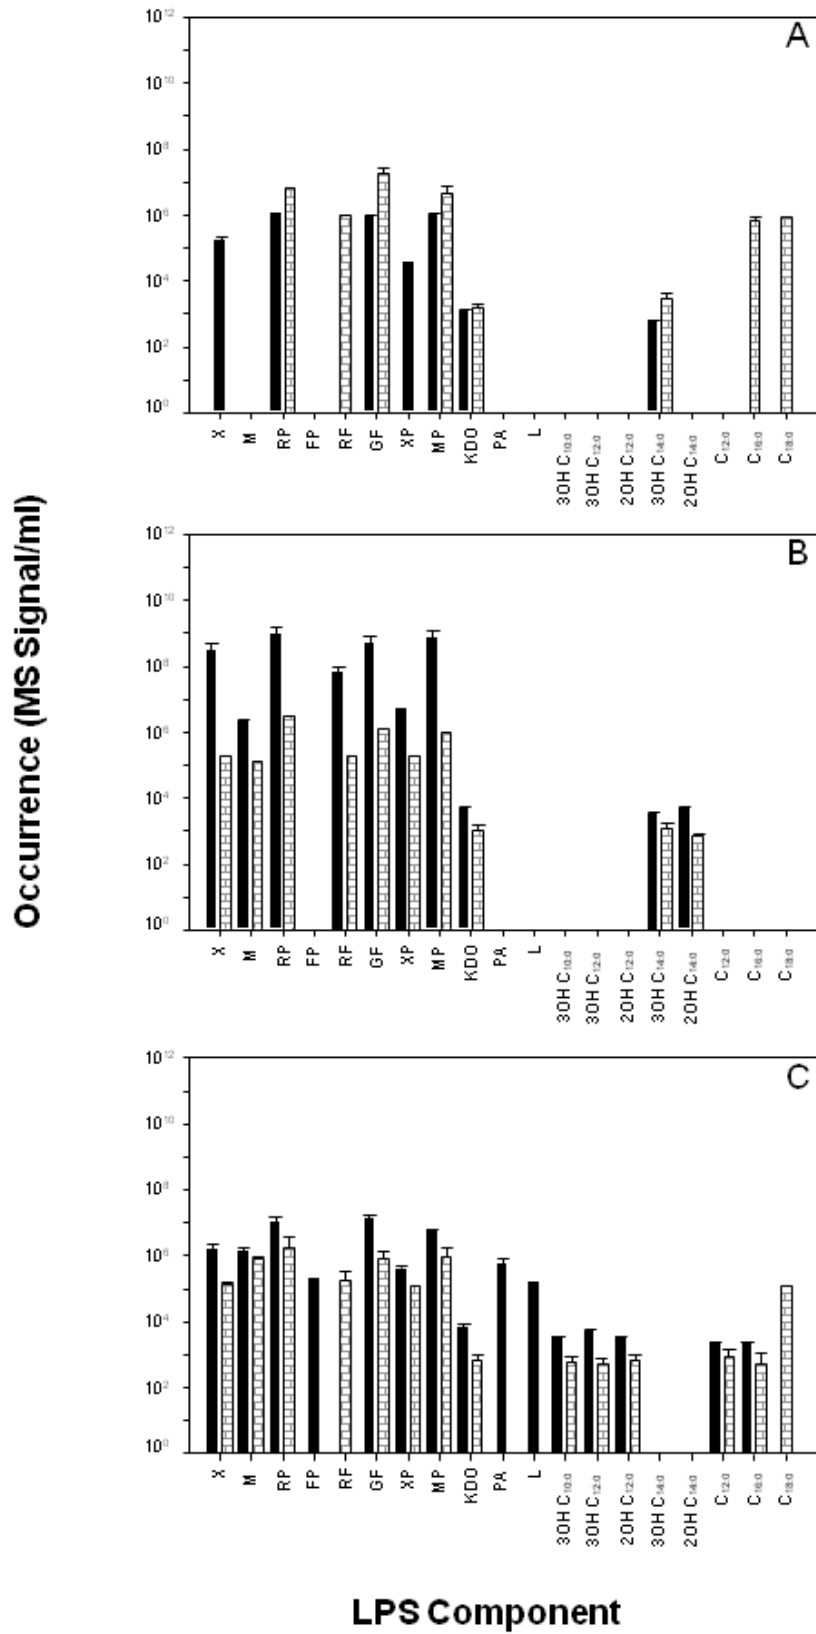 A
10¹²
10¹⁰
10⁸
10⁶
10⁴
10²
10⁰
X M RP FP RF GF XP MP KDO PA L 3OH C₁₀:₀ 3OH C₁₂:₀ 2OH C₁₂:₀ 3OH C₁₄:₀ 2OH C₁₄:₀ C₁₂:₀ C₁₆:₀ C₁₈:₀
Occurrence (MS Signal/ml)
B
10¹²
10¹⁰
10⁸
10⁶
10⁴
10²
10⁰
X M RP FP RF GF XP MP KDO PA L 3OH C₁₀:₀ 3OH C₁₂:₀ 2OH C₁₂:₀ 3OH C₁₄:₀ 2OH C₁₄:₀ C₁₂:₀ C₁₆:₀ C₁₈:₀
C
10¹²
10¹⁰
10⁸
10⁶
10⁴
10²
10⁰
X M RP FP RF GF XP MP KDO PA L 3OH C₁₀:₀ 3OH C₁₂:₀ 2OH C₁₂:₀ 3OH C₁₄:₀ 2OH C₁₄:₀ C₁₂:₀ C₁₆:₀ C₁₈:₀
LPS Component